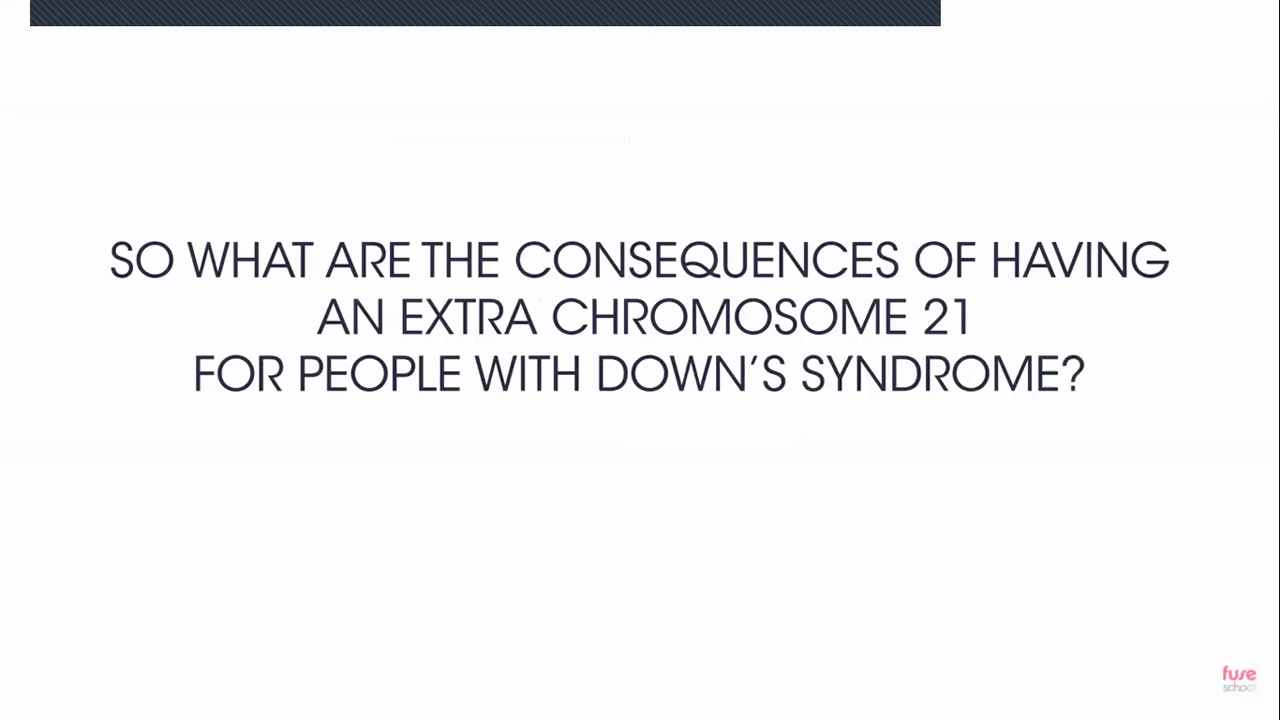 SO WHAT ARE THE CONSEQUENCES OF HAVING
AN EXTRA CHROMOSOME 21
FOR PEOPLE WITH DOWN'S SYNDROME?
fuse
school